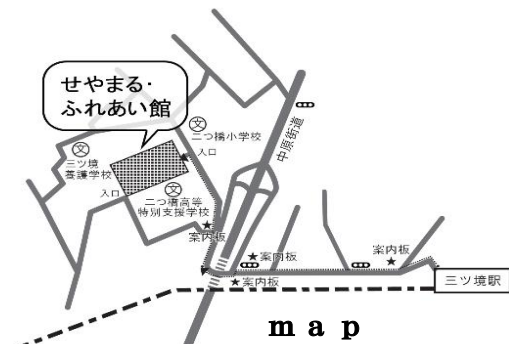 せやまる・
ふれあい館
文
二つ橋小学校
中原街道
入口
文
三ツ境
養護学校
入口
文
二つ橋高等
特別支援学校
★
案内板
★案内板
★案内板
案内板
★
三ツ境駅
map